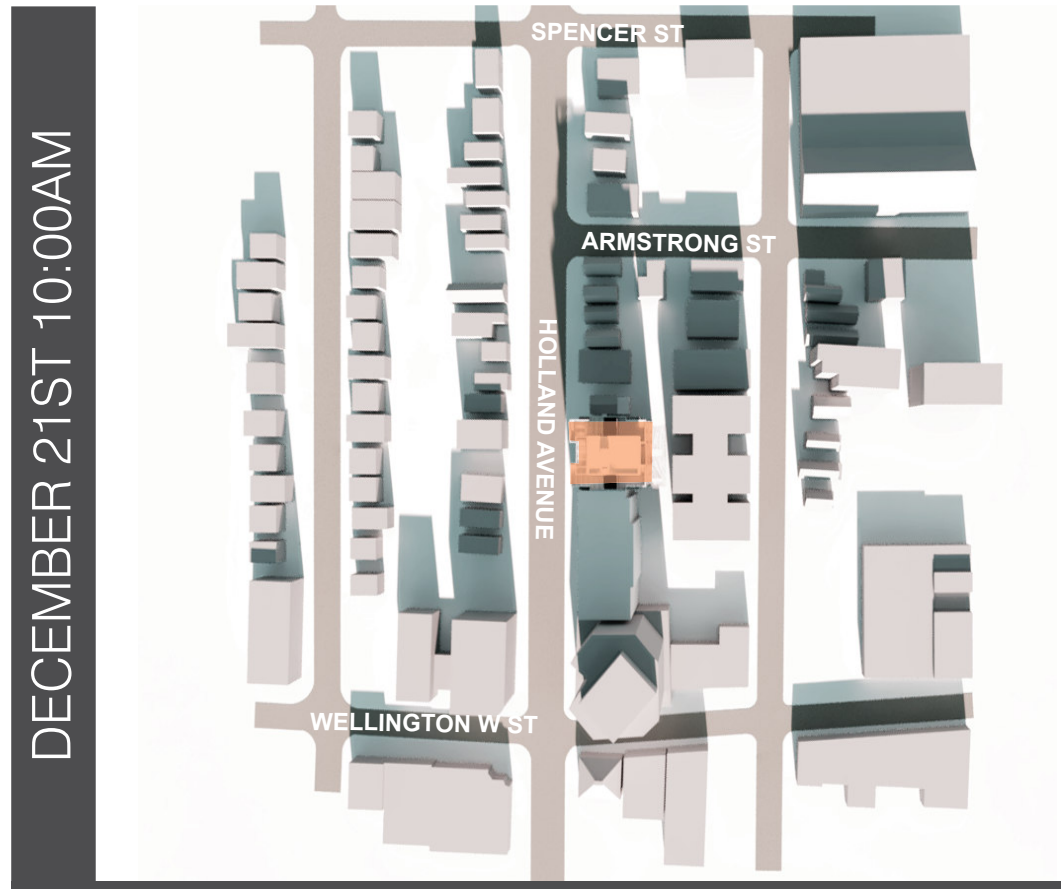 DECEMBER 21ST 10:00AM
SPENCER ST
ARMSTRONG ST
HOLLAND AVENUE
WELLINGTON W ST